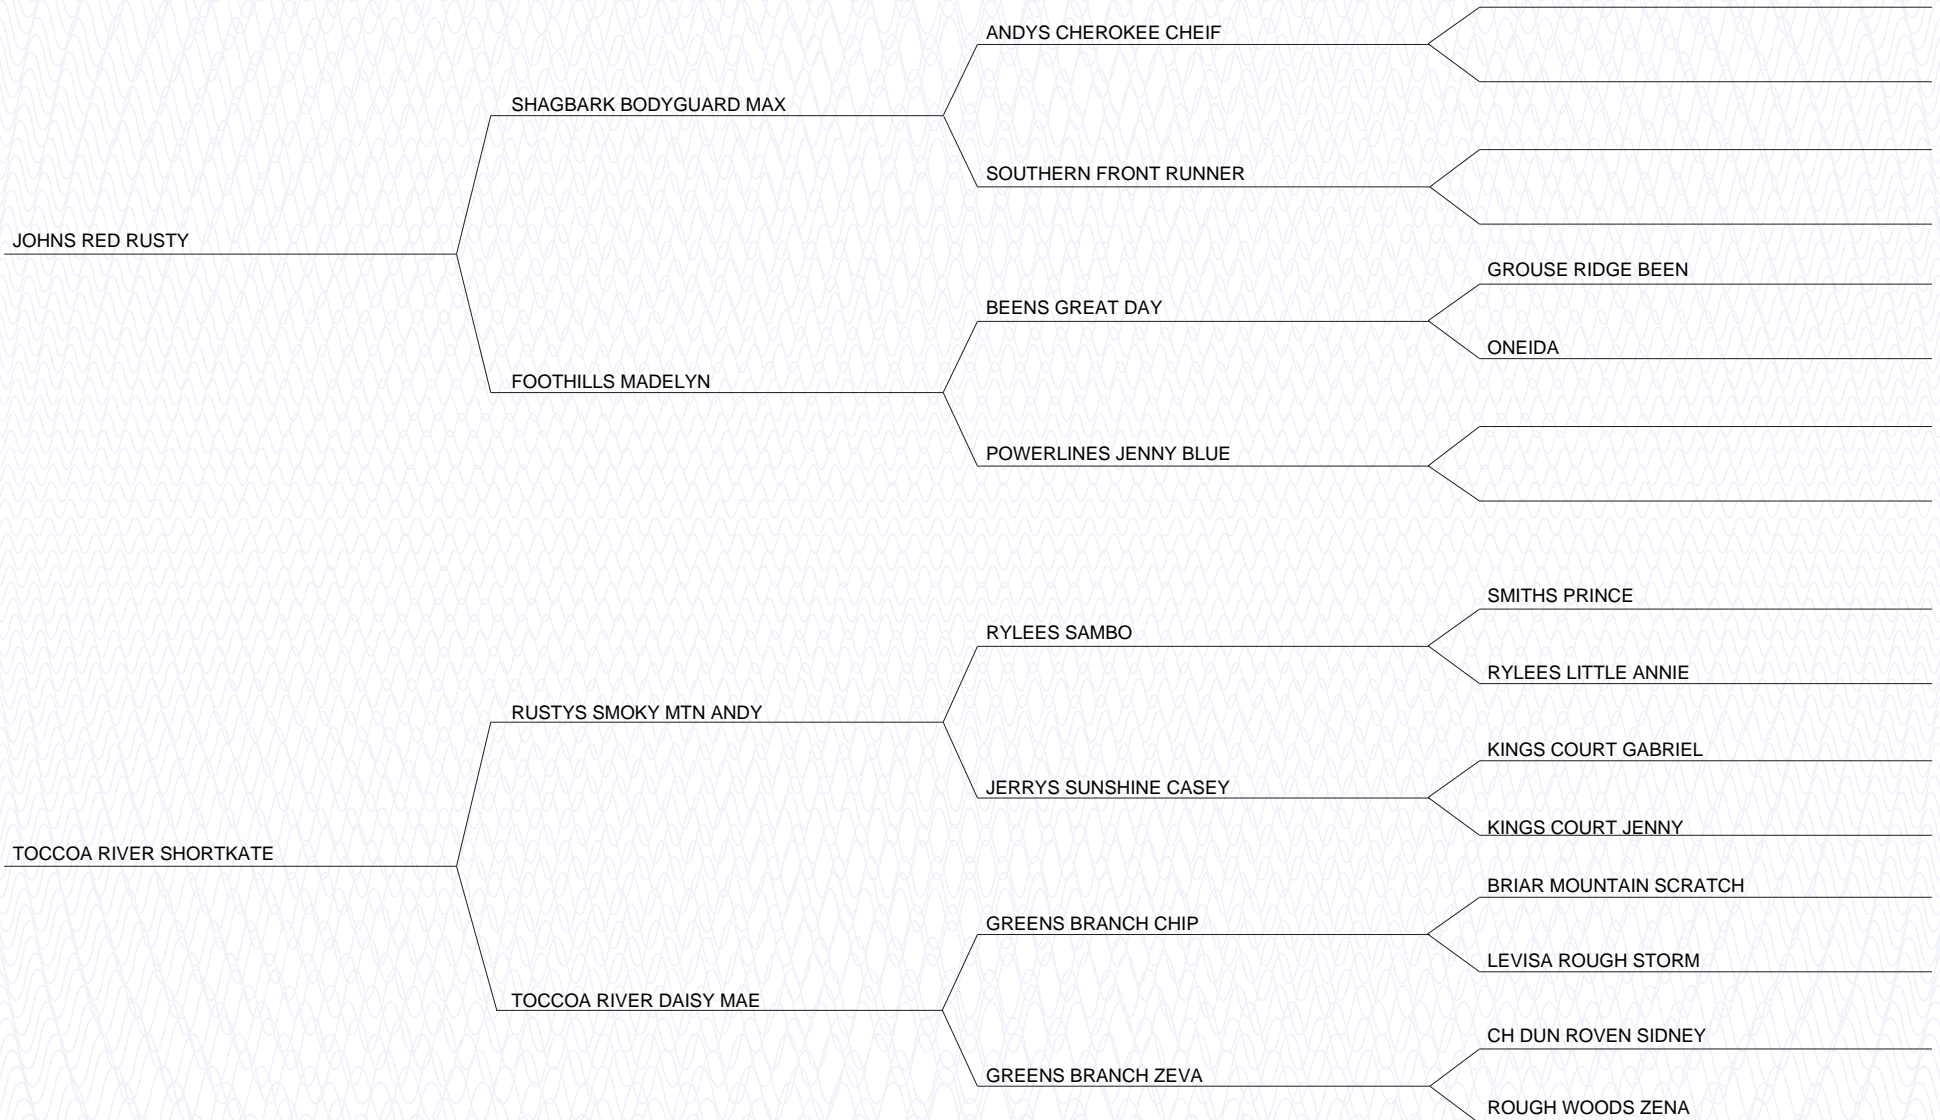 ANDYS CHEROKEE CHEIF
SHAGBARK BODYGUARD MAX
SOUTHERN FRONT RUNNER
JOHNS RED RUSTY
GROUSE RIDGE BEEN
BEENS GREAT DAY
ONEIDA
FOOTHILLS MADELYN
POWERLINES JENNY BLUE
SMITHS PRINCE
RYLEES SAMBO
RYLEES LITTLE ANNIE
RUSTYS SMOKY MTN ANDY
KINGS COURT GABRIEL
JERRYS SUNSHINE CASEY
KINGS COURT JENNY
TOCCOA RIVER SHORTKATE
BRIAR MOUNTAIN SCRATCH
GREENS BRANCH CHIP
LEVISA ROUGH STORM
TOCCOA RIVER DAISY MAE
CH DUN ROVEN SIDNEY
GREENS BRANCH ZEVA
ROUGH WOODS ZENA